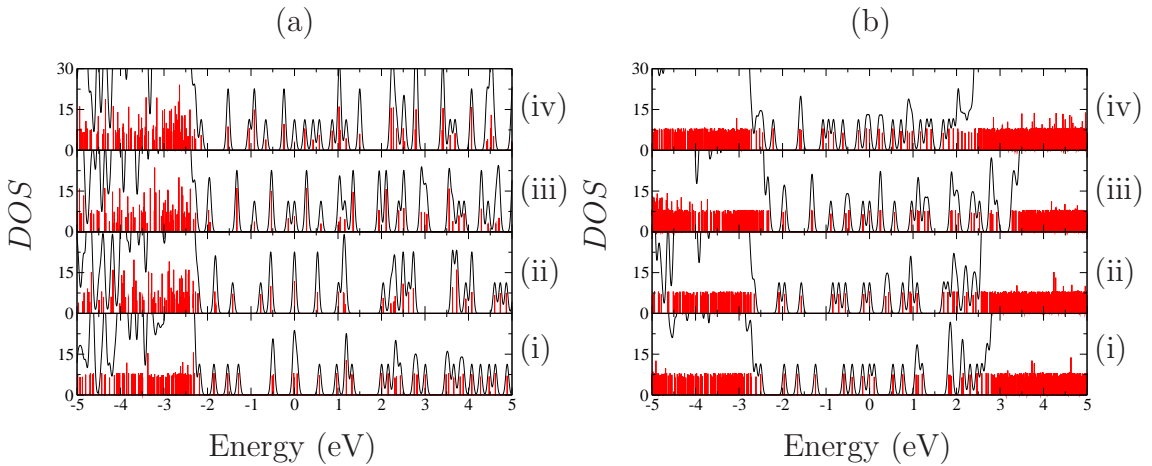 (a) (b)
30 30
15 (iv) 15 (iv)
0 0
15 (iii) 15 (iii)
0 0
15 (ii) 15 (ii)
0 0
15 (i) 15 (i)
0 0
DOS DOS
-5 -4 -3 -2 -1 0 1 2 3 4 5 -5 -4 -3 -2 -1 0 1 2 3 4 5
Energy (eV) Energy (eV)